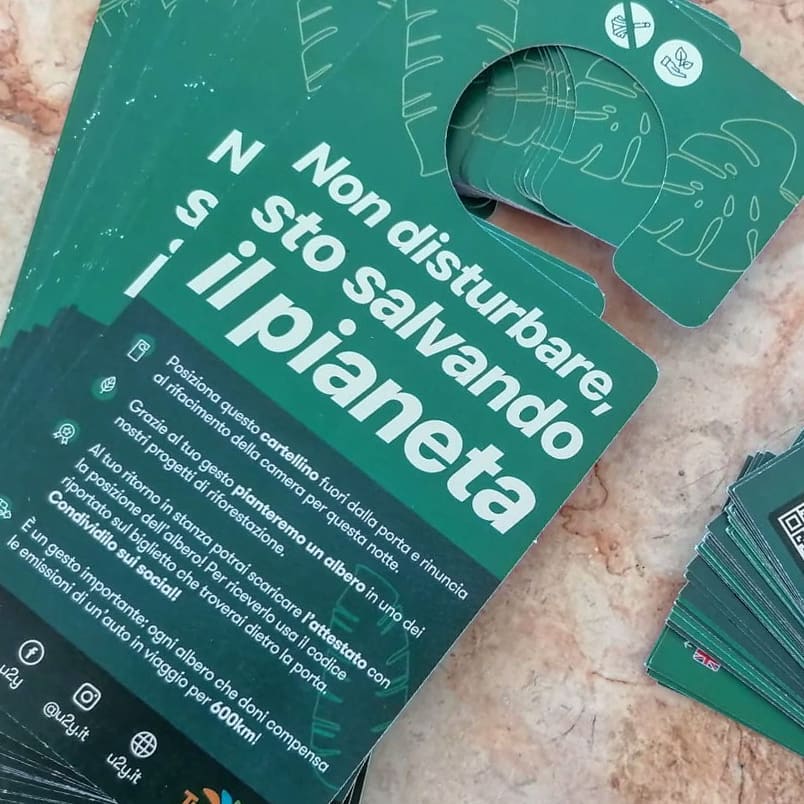 Non disturbare,
sto salvando
il pianeta
Posiziona questo cartellino fuori dalla porta e rinuncia
al rifacimento della camera per questa notte.
Grazie al tuo gesto pianteremo un albero in uno dei
nostri progetti di riforestazione.
Al tuo ritorno in stanza potrai scaricare l'attestato con
la posizione dell'albero! Per riceverlo usa il codice
riportato sul biglietto che troverai dietro la porta.
Condividilo sui social!
È un gesto importante: ogni albero che doni compensa
le emissioni di un'auto in viaggio per 600km!
u2y
@u2y.it
u2y.it
N
s
i